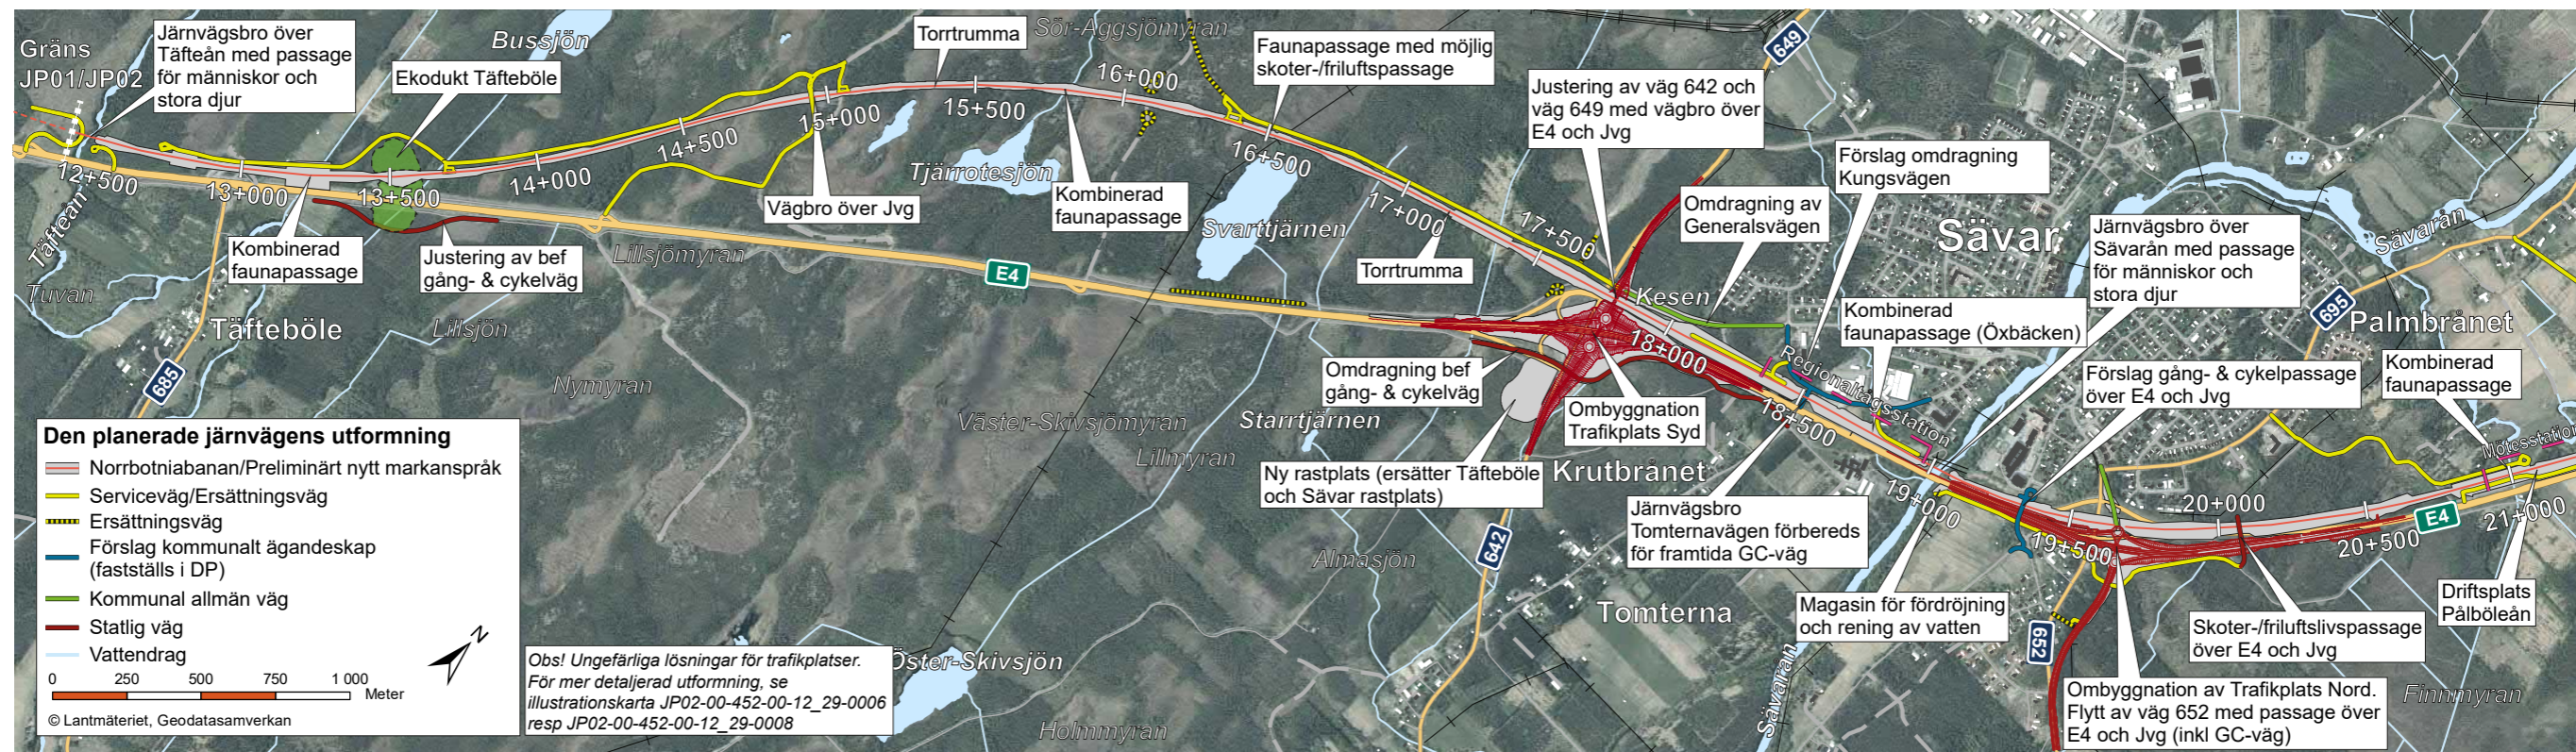 Gräns
JP01/JP02
Järnvägsbro över
Täfteån med passage
för människor och
stora djur
Bussjön
Ekodukt Täfteböle
Torrtrumma
Sör-Aggsjömyran
Faunapassage med möjlig
skoter-/friluftspassage
649
Justering av väg 642 och
väg 649 med vägbro över
E4 och Jvg
Förslag omdragning
Kungsvägen
Omdragning av
Generalsvägen
Sävar
Järnvägsbro över
Sävarån med passage
för människor och
stora djur
Sävarån
12+500
13+000
13+500
14+000
14+500
15+000
15+500
16+000
16+500
17+000
17+500
18+000
18+500
19+000
19+500
20+000
20+500
21+000
Täfteån
Tuvan
Kombinerad
faunapassage
Justering av bef
gång- & cykelväg
Täfteböle
685
Lillsjön
Lillsjömyran
Vägbro över Jvg
Tjärrotesjön
Kombinerad
faunapassage
Svarttjärnen
E4
Torrtrumma
Kesen
Kombinerad
faunapassage (Öxbäcken)
Regionaltågsstation
695
Palmbrånet
Förslag gång- & cykelpassage
över E4 och Jvg
Kombinerad
faunapassage
Mötesstation
Nymyran
Väster-Skivsjömyran
Lillmyran
Starrtjärnen
Omdragning bef
gång- & cykelväg
Ombyggnation
Trafikplats Syd
Ny rastplats (ersätter Täfteböle
och Sävar rastplats)
Krutbrånet
Järnvägsbro
Tomternavägen förbereds
för framtida GC-väg
642
Almasjön
Tomterna
Magasin för fördröjning
och rening av vatten
Sävarån
652
E4
Driftsplats
Pålböleån
Skoter-/friluftslivspassage
över E4 och Jvg
Ombyggnation av Trafikplats Nord.
Flytt av väg 652 med passage över
E4 och Jvg (inkl GC-väg)
Finnmyran
Öster-Skivsjön
Holmmyran
Den planerade järnvägens utformning
Norrbotniabanan/Preliminärt nytt markanspråk
Serviceväg/Ersättningsväg
Ersättningsväg
Förslag kommunalt ägandeskap
(fastställs i DP)
Kommunal allmän väg
Statlig väg
Vattendrag
N
0 250 500 750 1 000
Meter
© Lantmäteriet, Geodatasamverkan
Obs! Ungefärliga lösningar för trafikplatser.
För mer detaljerad utformning, se
illustrationskarta JP02-00-452-00-12_29-0006
resp JP02-00-452-00-12_29-0008